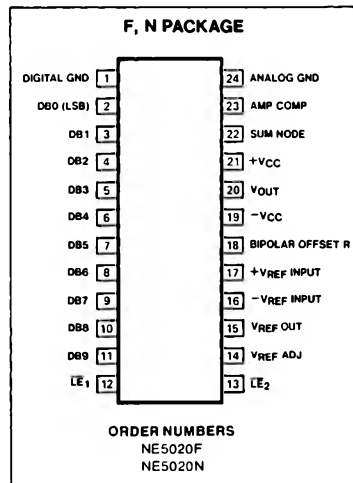 F, N PACKAGE
DIGITAL GND 1 24 ANALOG GND
DB0 (LSB) 2 23 AMP COMP
DB1 3 22 SUM NODE
DB2 4 21 +VCC
DB3 5 20 VOUT
DB4 6 19 −VCC
DB5 7 18 BIPOLAR OFFSET R
DB6 8 17 +VREF INPUT
DB7 9 16 −VREF INPUT
DB8 10 15 VREF OUT
DB9 11 14 VREF ADJ
L̅E̅1 12 13 L̅E̅2
ORDER NUMBERS
NE5020F
NE5020N